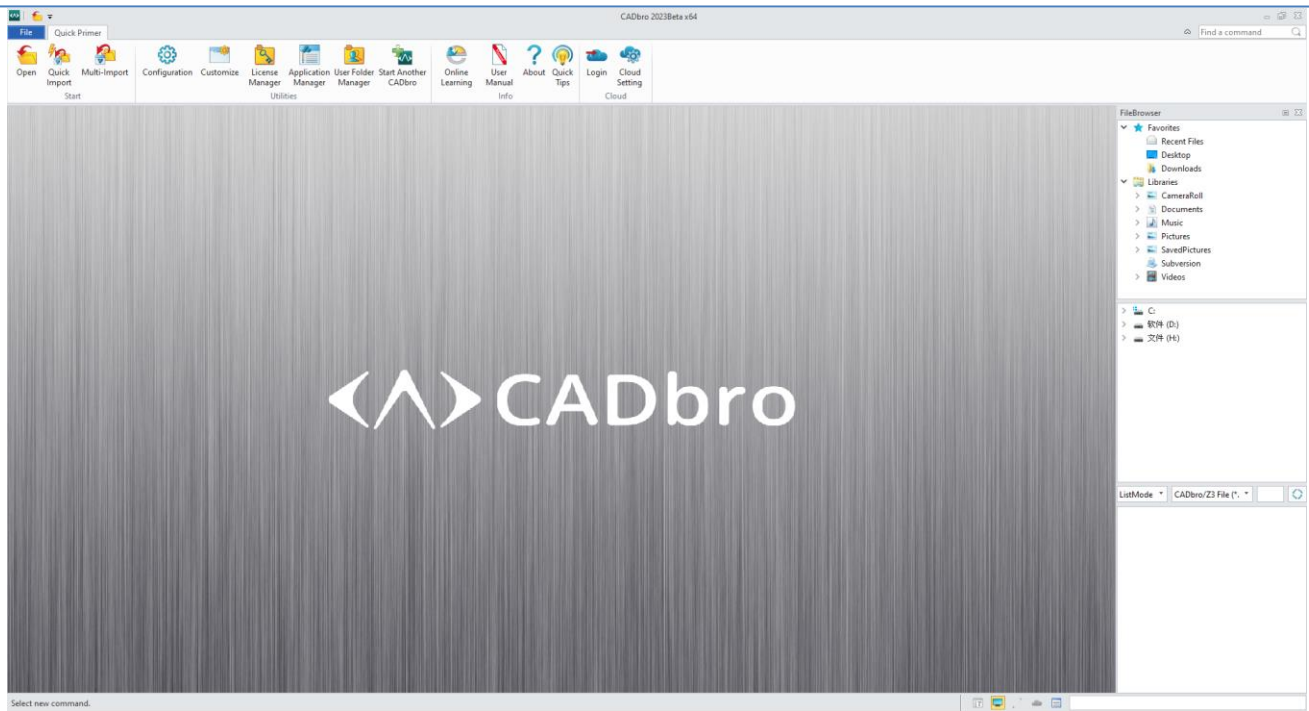 CADbro 2023Beta x64
File Quick Primer Find a command
Open Quick Import Multi-Import Configuration Customize License Manager Application Manager User Folder Manager Start Another CADbro Online Learning User Manual About Quick Tips Login Cloud Setting
Start Utilities Info Cloud
FileBrowser
Favorites
Recent Files
Desktop
Downloads
Libraries
CameraRoll
Documents
Music
Pictures
SavedPictures
Subversion
Videos
C:
软件 (D:)
文件 (H:)
CADbro
ListMode CADbro/Z3 File (*.
Select new command.